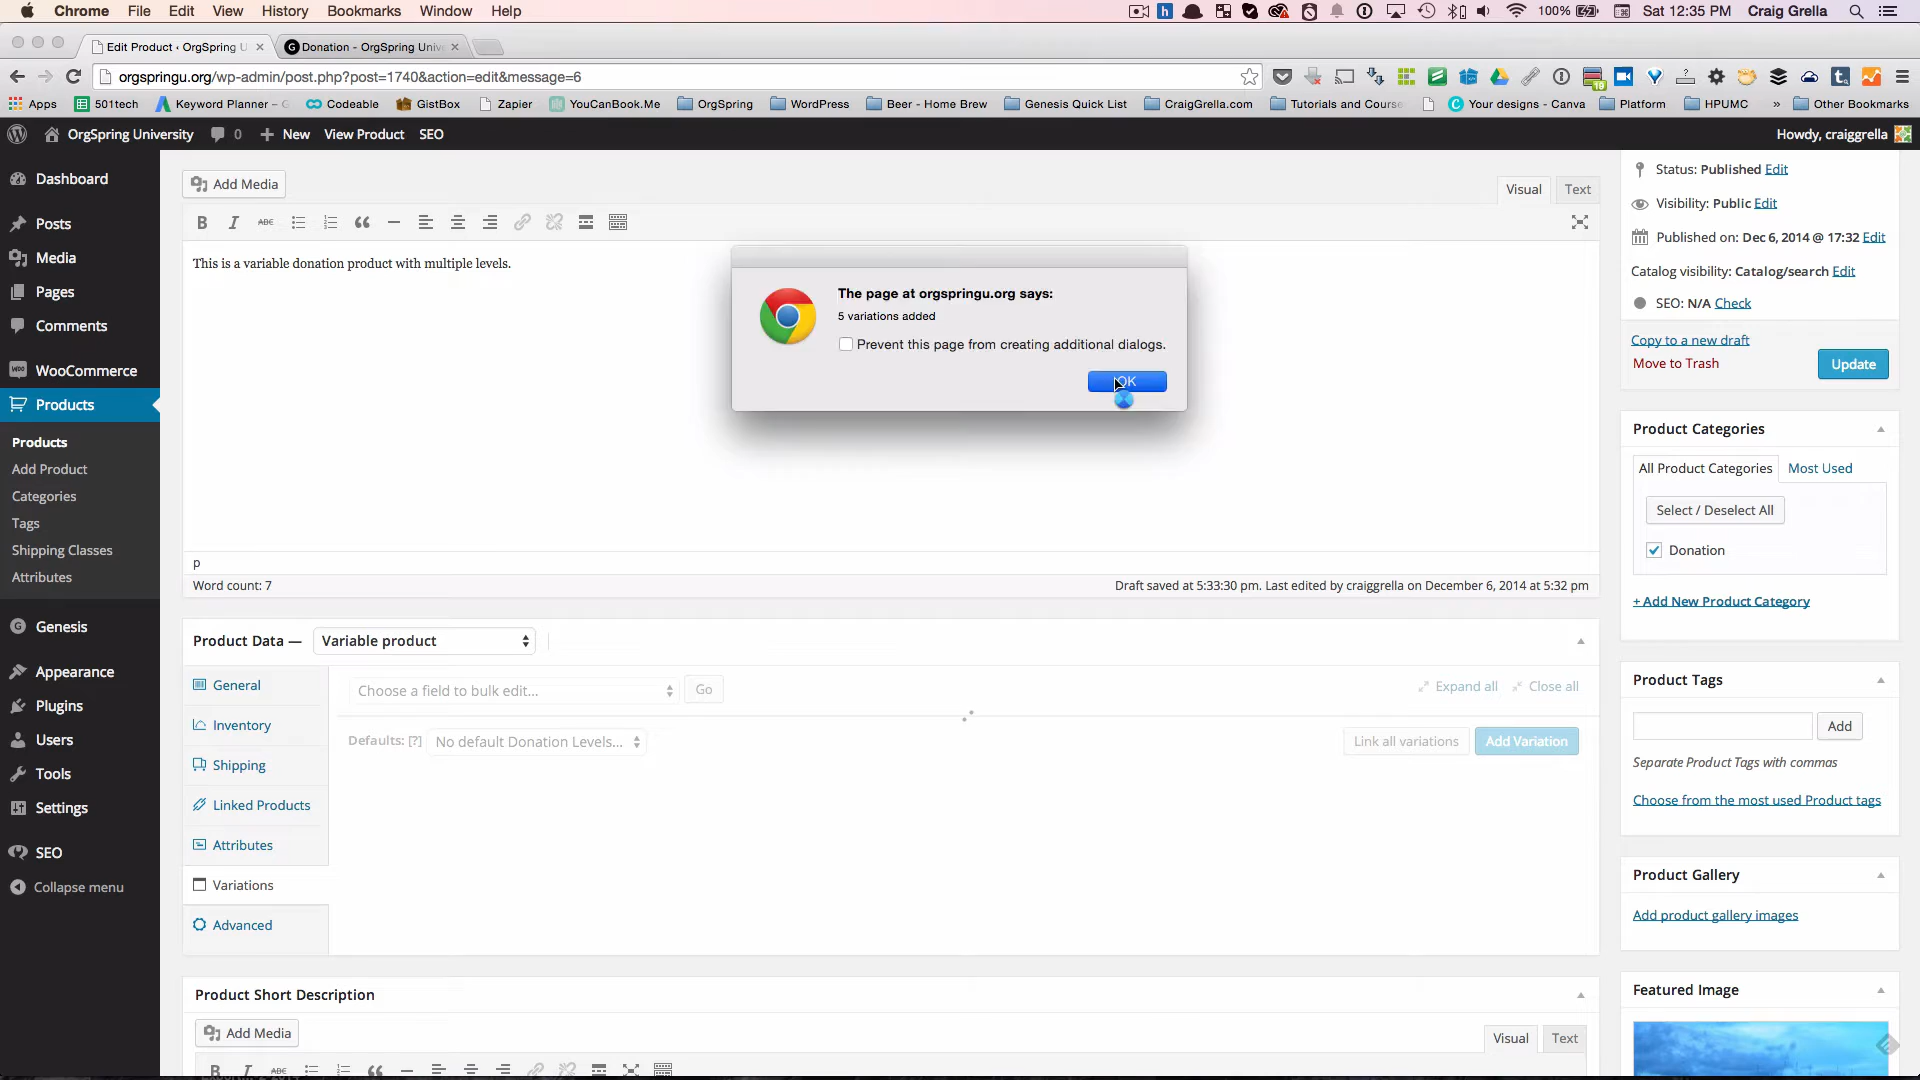 Chrome File Edit View History Bookmarks Window Help 100% Sat 12:35 PM Craig Grella
Edit Product ‹ OrgSpring U
Donation - OrgSpring Univ
orgspringu.org/wp-admin/post.php?post=1740&action=edit&message=6
Apps 501tech Keyword Planner – Codeable GistBox Zapier YouCanBook.Me OrgSpring WordPress Beer - Home Brew Genesis Quick List CraigGrella.com Tutorials and Course Your designs - Canva Platform HPUMC » Other Bookmarks
OrgSpring University 0 New View Product SEO Howdy, craiggrella
Dashboard
Posts
Media
Pages
Comments
WooCommerce
Products
Products
Add Product
Categories
Tags
Shipping Classes
Attributes
Genesis
Appearance
Plugins
Users
Tools
Settings
SEO
Collapse menu
Add Media
Visual Text
B I ABC
This is a variable donation product with multiple levels.
p
Word count: 7
Draft saved at 5:33:30 pm. Last edited by craiggrella on December 6, 2014 at 5:32 pm
The page at orgspringu.org says:
5 variations added
Prevent this page from creating additional dialogs.
OK
Product Data — Variable product
General
Inventory
Shipping
Linked Products
Attributes
Variations
Advanced
Choose a field to bulk edit... Go Expand all Close all
Defaults: [?] No default Donation Levels... Link all variations Add Variation
Product Short Description
Add Media
Visual Text
B I ABC
Status: Published Edit
Visibility: Public Edit
Published on: Dec 6, 2014 @ 17:32 Edit
Catalog visibility: Catalog/search Edit
SEO: N/A Check
Copy to a new draft
Move to Trash
Update
Product Categories
All Product Categories Most Used
Select / Deselect All
Donation
+ Add New Product Category
Product Tags
Add
Separate Product Tags with commas
Choose from the most used Product tags
Product Gallery
Add product gallery images
Featured Image